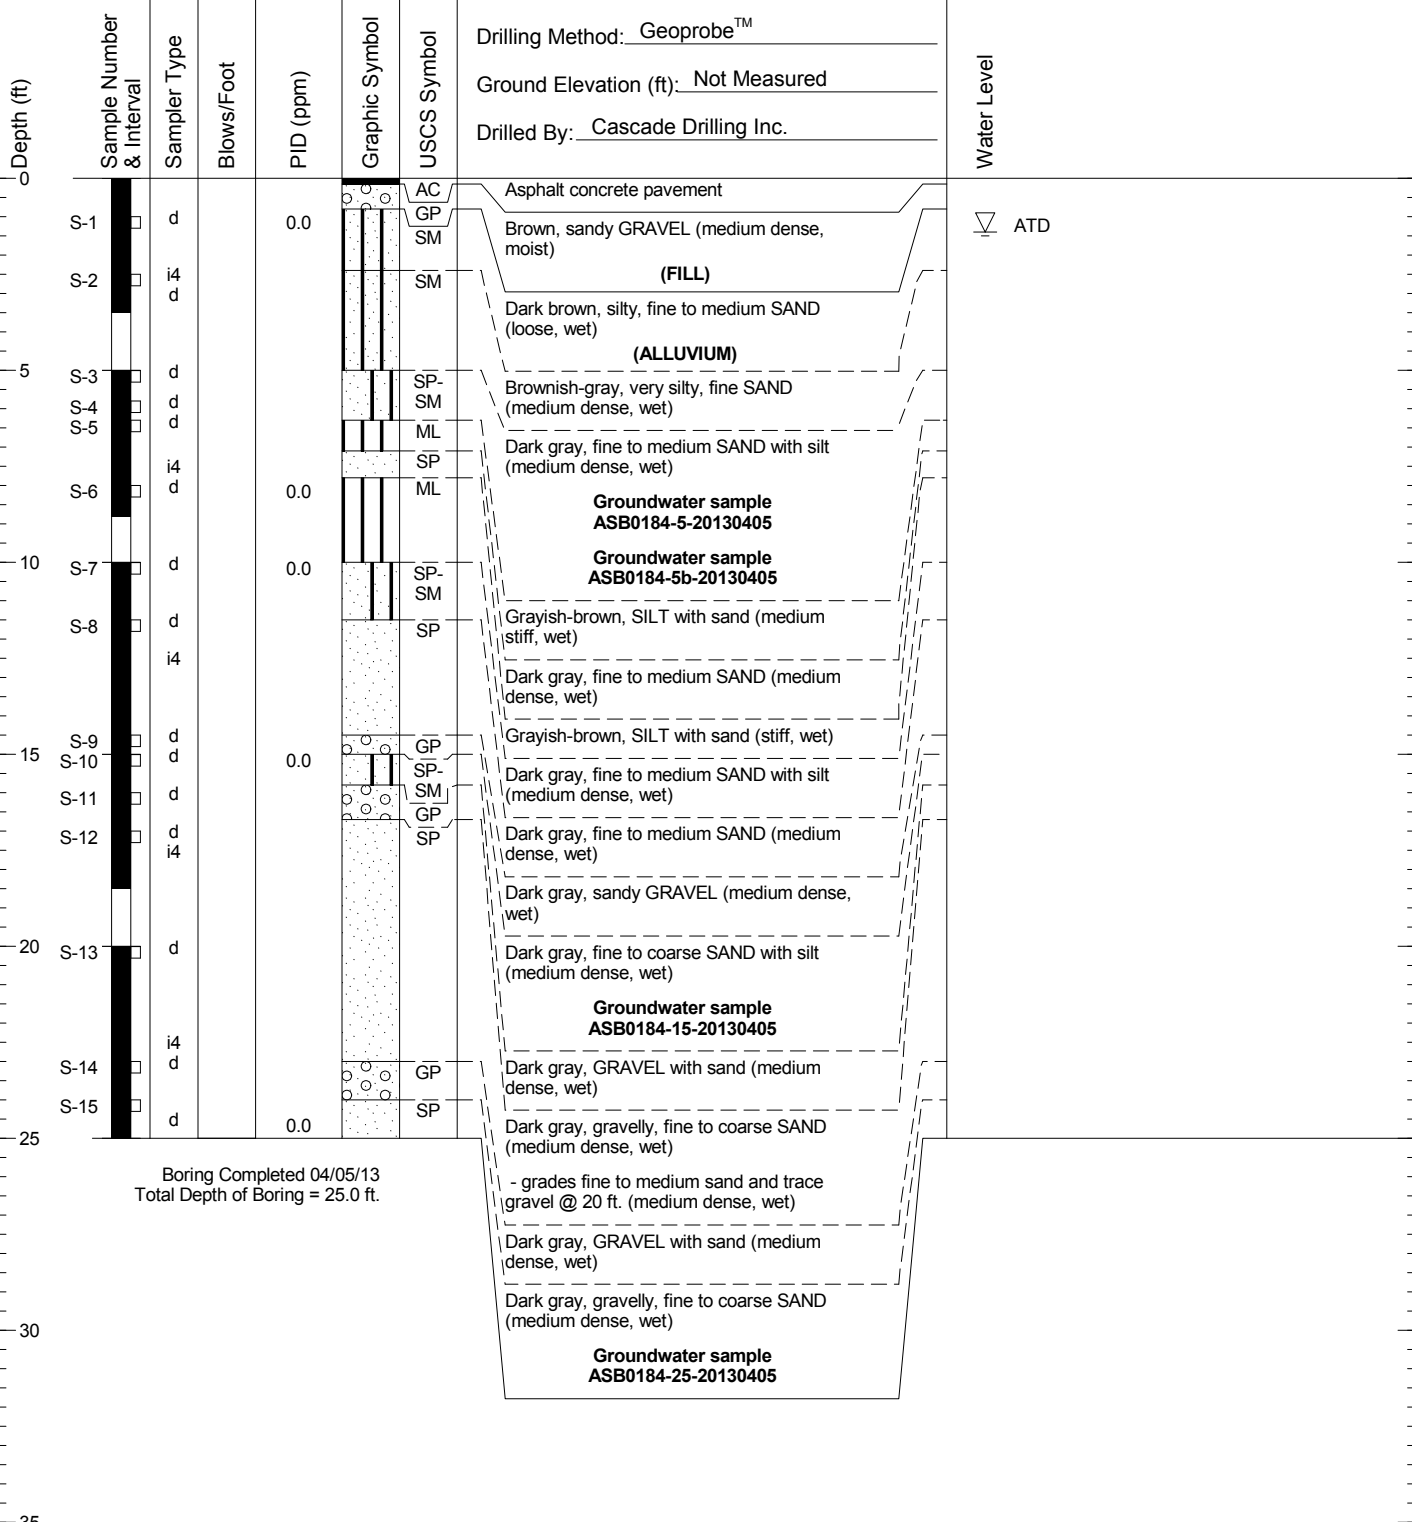 Depth (ft)
Sample Number
& Interval
Sampler Type
Blows/Foot
PID (ppm)
Graphic Symbol
USCS Symbol
Drilling Method: Geoprobe™
Ground Elevation (ft): Not Measured
Drilled By: Cascade Drilling Inc.
Water Level
0
AC
Asphalt concrete pavement
S-1
d
0.0
GP
SM
Brown, sandy GRAVEL (medium dense,
moist)
ATD
(FILL)
S-2
i4
d
SM
Dark brown, silty, fine to medium SAND
(loose, wet)
(ALLUVIUM)
5
S-3
d
SP-
SM
Brownish-gray, very silty, fine SAND
(medium dense, wet)
S-4
d
S-5
d
ML
Dark gray, fine to medium SAND with silt
(medium dense, wet)
i4
SP
S-6
d
0.0
ML
Groundwater sample
ASB0184-5-20130405
Groundwater sample
ASB0184-5b-20130405
10
S-7
d
0.0
SP-
SM
S-8
d
SP
Grayish-brown, SILT with sand (medium
stiff, wet)
i4
Dark gray, fine to medium SAND (medium
dense, wet)
S-9
d
GP
Grayish-brown, SILT with sand (stiff, wet)
15
S-10
d
0.0
SP-
SM
Dark gray, fine to medium SAND with silt
(medium dense, wet)
S-11
d
GP
S-12
d
i4
SP
Dark gray, fine to medium SAND (medium
dense, wet)
Dark gray, sandy GRAVEL (medium dense,
wet)
20
S-13
d
Dark gray, fine to coarse SAND with silt
(medium dense, wet)
Groundwater sample
ASB0184-15-20130405
i4
S-14
d
GP
Dark gray, GRAVEL with sand (medium
dense, wet)
S-15
d
SP
0.0
Dark gray, gravelly, fine to coarse SAND
(medium dense, wet)
25
Boring Completed 04/05/13
Total Depth of Boring = 25.0 ft.
- grades fine to medium sand and trace
gravel @ 20 ft. (medium dense, wet)
Dark gray, GRAVEL with sand (medium
dense, wet)
Dark gray, gravelly, fine to coarse SAND
(medium dense, wet)
30
Groundwater sample
ASB0184-25-20130405
35